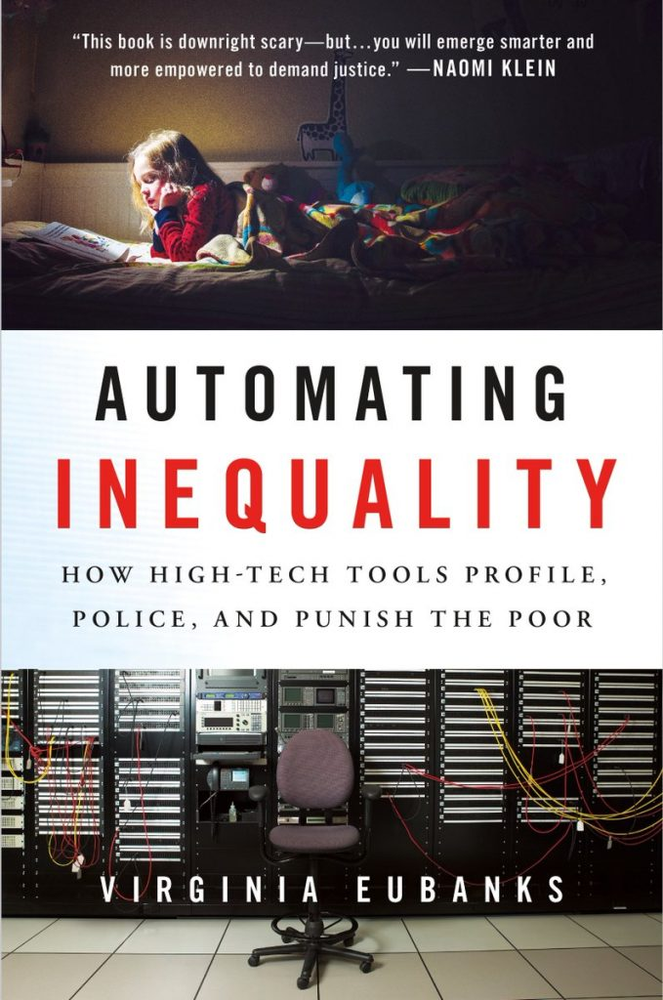 “This book is downright scary—but...you will emerge smarter and
more empowered to demand justice.” —NAOMI KLEIN
AUTOMATING
INEQUALITY
HOW HIGH-TECH TOOLS PROFILE,
POLICE, AND PUNISH THE POOR
VIRGINIA EUBANKS